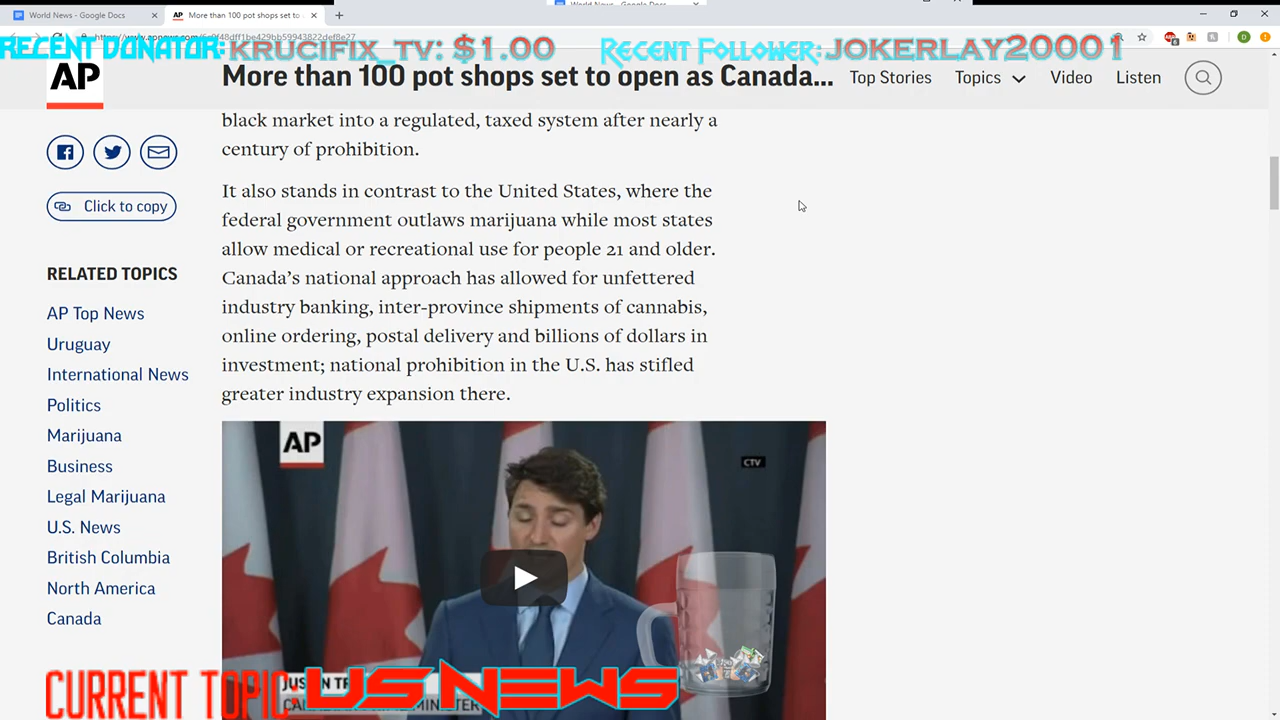 World News - Google Docs
More than 100 pot shops set to
World News - Google Docs
RECENT DONATOR: KRUCIFIX_TV: $1.00
RECENT FOLLOWER: JOKERLAY20001
AP
More than 100 pot shops set to open as Canada...
Top Stories
Topics
Video
Listen
black market into a regulated, taxed system after nearly a
century of prohibition.
Click to copy
It also stands in contrast to the United States, where the
federal government outlaws marijuana while most states
allow medical or recreational use for people 21 and older.
Canada's national approach has allowed for unfettered
industry banking, inter-province shipments of cannabis,
online ordering, postal delivery and billions of dollars in
investment; national prohibition in the U.S. has stifled
greater industry expansion there.
RELATED TOPICS
AP Top News
Uruguay
International News
Politics
Marijuana
Business
Legal Marijuana
U.S. News
British Columbia
North America
Canada
AP
CTV
CURRENT TOPIC:
US NEWS